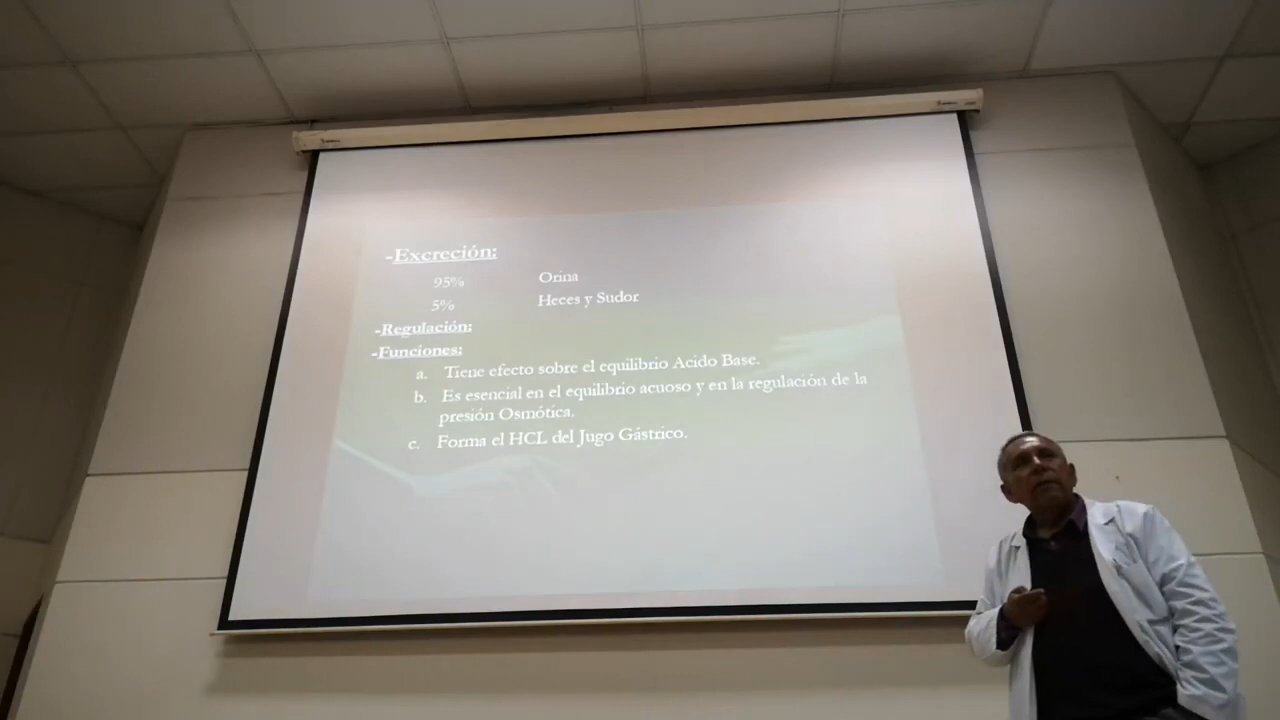 -Excreción:
95% Orina
5% Heces y Sudor
-Regulación:
-Funciones:
a. Tiene efecto sobre el equilibrio Acido Base.
b. Es esencial en el equilibrio acuoso y en la regulación de la
presión Osmótica.
c. Forma el HCL del Jugo Gástrico.